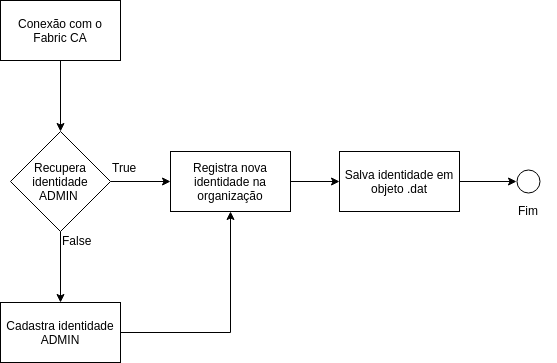 Conexão com o
Fabric CA
Recupera
identidade
ADMIN
True
False
Registra nova
identidade na
organização
Salva identidade em
objeto .dat
Fim
Cadastra identidade
ADMIN